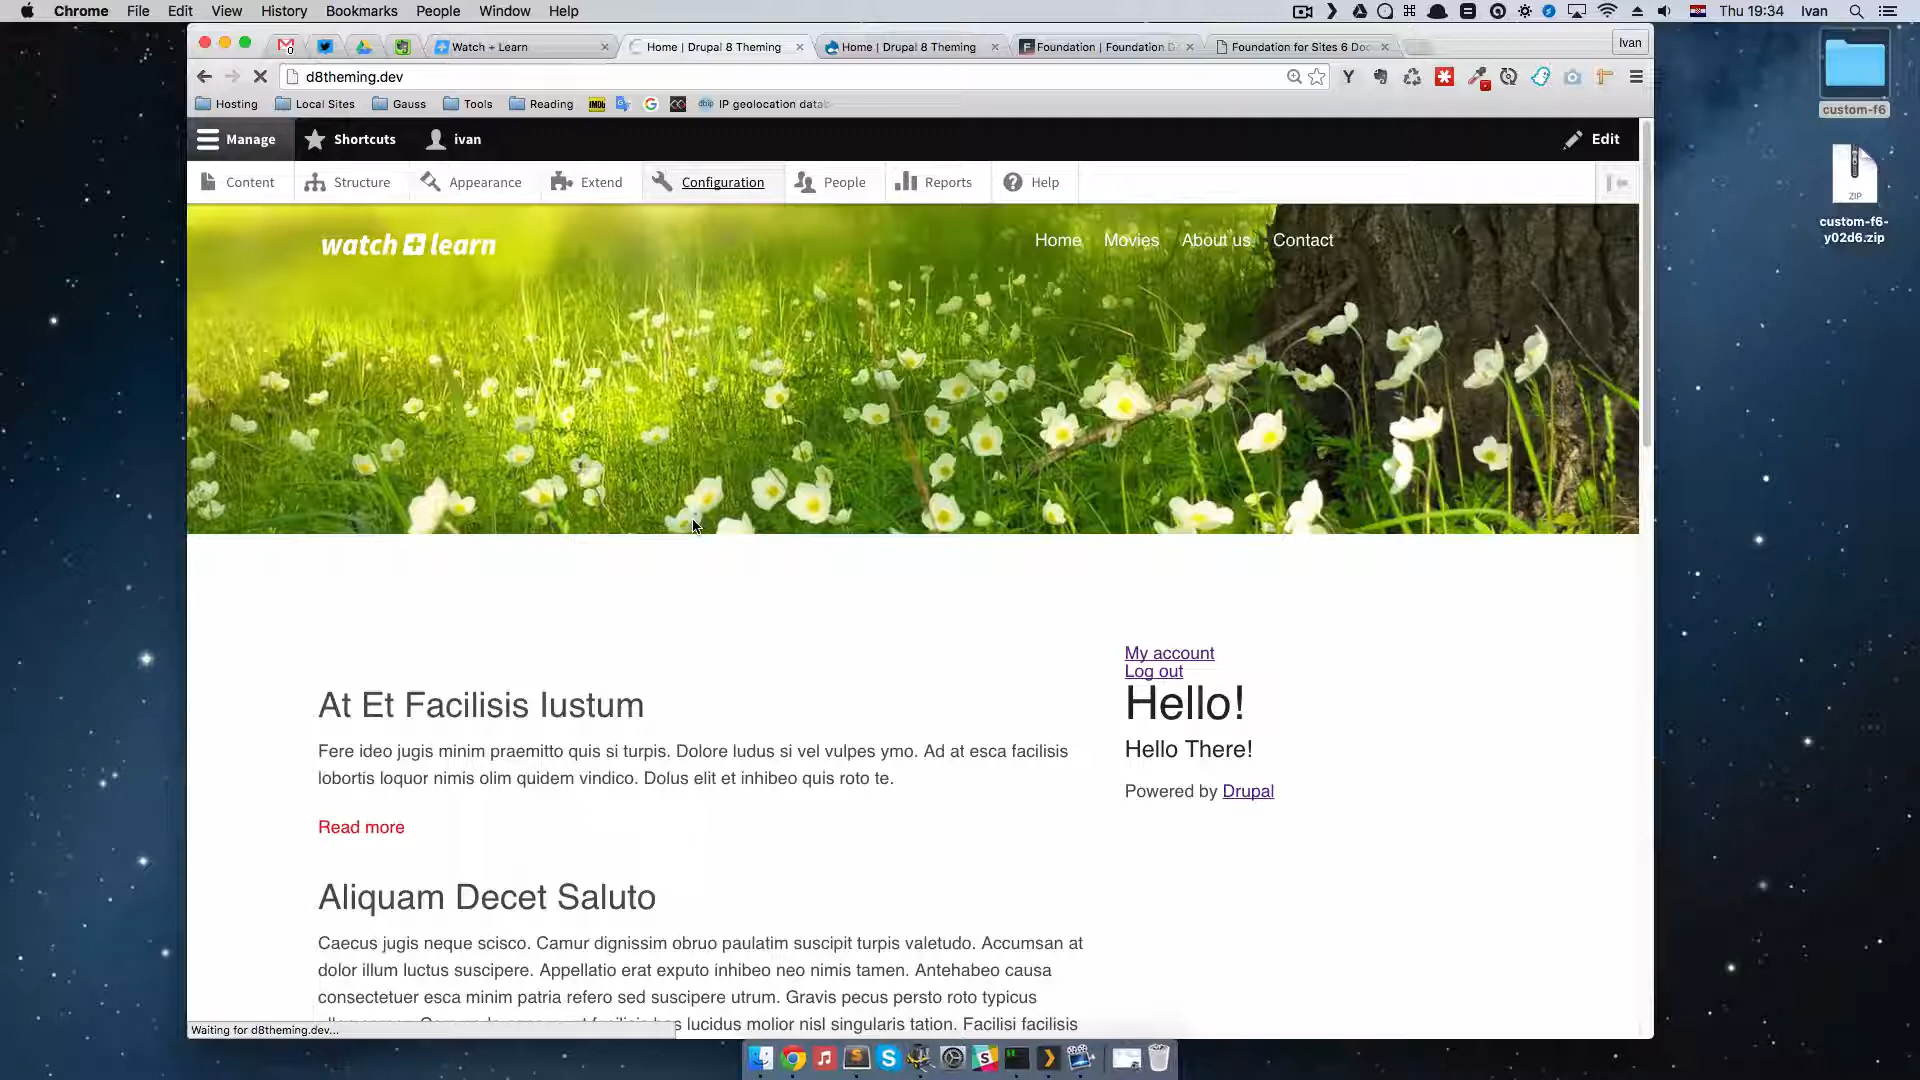 Chrome File Edit View History Bookmarks People Window Help Thu 19:34 Ivan
Watch + Learn Home | Drupal 8 Theming Home | Drupal 8 Theming Foundation | Foundation Foundation for Sites 6 Doc Ivan
d8theming.dev
Hosting Local Sites Gauss Tools Reading IMDb IP geolocation datab
Manage Shortcuts ivan Edit
Content Structure Appearance Extend Configuration People Reports Help
watch + learn Home Movies About us Contact
My account
Log out
Hello!
Hello There!
Powered by Drupal
At Et Facilisis Iustum
Fere ideo jugis minim praemitto quis si turpis. Dolore ludus si vel vulpes ymo. Ad at esca facilisis
lobortis loquor nimis olim quidem vindico. Dolus elit et inhibeo quis roto te.
Read more
Aliquam Decet Saluto
Caecus jugis neque scisco. Camur dignissim obruo paulatim suscipit turpis valetudo. Accumsan at
dolor illum luctus suscipere. Appellatio erat exputo inhibeo neo nimis tamen. Antehabeo causa
consectetuer esca minim patria refero sed suscipere utrum. Gravis pecus persto roto typicus
lucidus molior nisl singularis tation. Facilisi facilisis
Waiting for d8theming.dev...
custom-f6
ZIP
custom-f6-
y02d6.zip